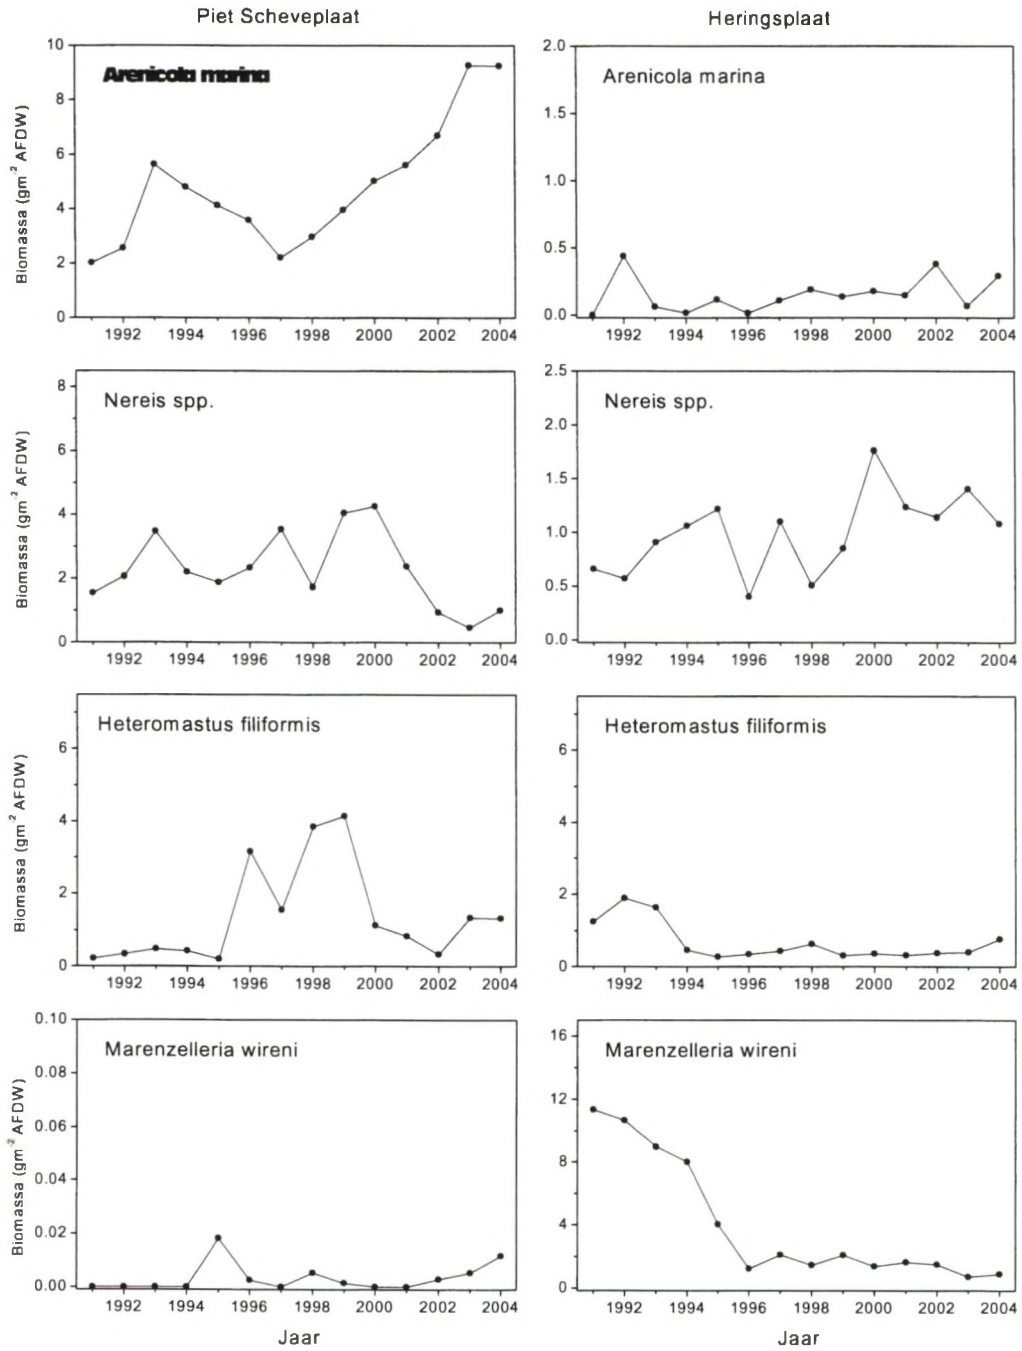 Piet Scheveplaat
Heringsplaat
Biomassa (gm-2 AFDW)
10
8
6
4
2
0
Arenicola marina
1992 1994 1996 1998 2000 2002 2004
2.0
1.5
1.0
0.5
0.0
Arenicola marina
1992 1994 1996 1998 2000 2002 2004
Biomassa (gm-2 AFDW)
8
6
4
2
0
Nereis spp.
1992 1994 1996 1998 2000 2002 2004
2.5
2.0
1.5
1.0
0.5
0.0
Nereis spp.
1992 1994 1996 1998 2000 2002 2004
Biomassa (gm-2 AFDW)
6
4
2
0
Heteromastus filiformis
1992 1994 1996 1998 2000 2002 2004
6
4
2
0
Heteromastus filiformis
1992 1994 1996 1998 2000 2002 2004
Biomassa (gm-2 AFDW)
0.10
0.08
0.06
0.04
0.02
0.00
Marenzelleria wireni
1992 1994 1996 1998 2000 2002 2004
Jaar
16
12
8
4
0
Marenzelleria wireni
1992 1994 1996 1998 2000 2002 2004
Jaar